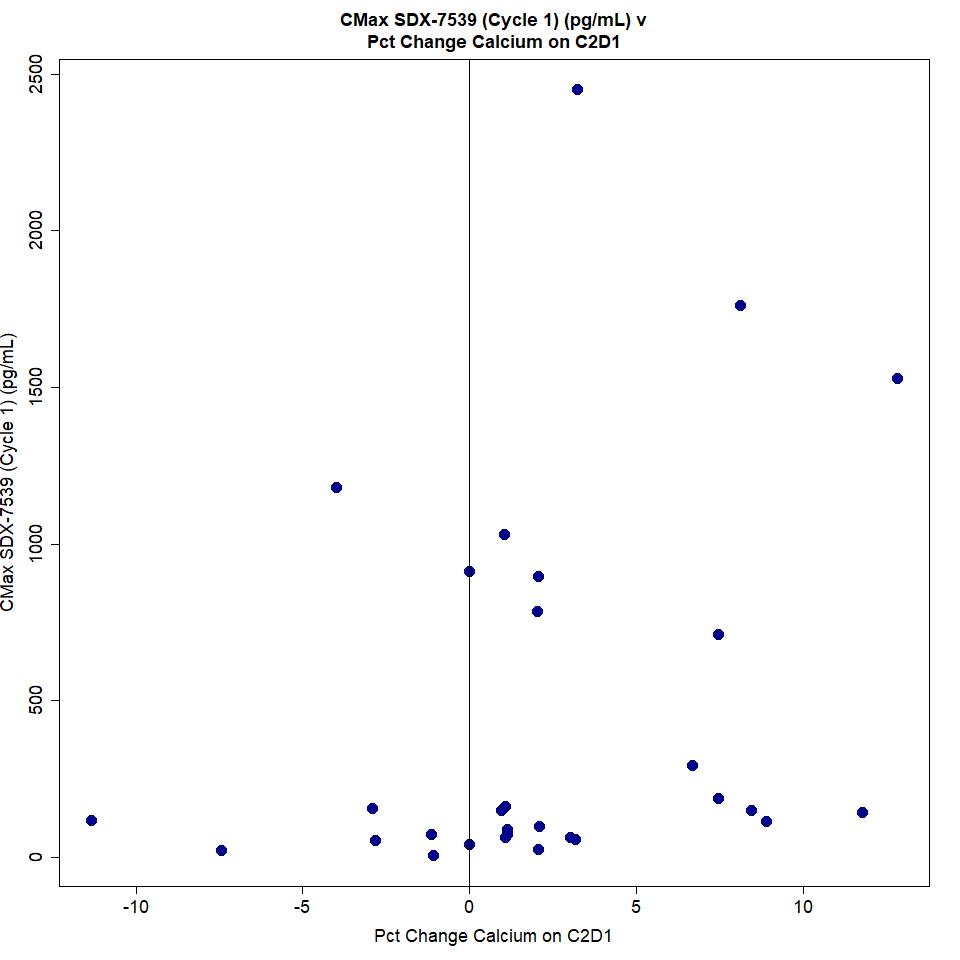 CMax SDX-7539 (Cycle 1) (pg/mL) v
Pct Change Calcium on C2D1
2500
2000
1500
1000
500
0
CMax SDX-7539 (Cycle 1) (pg/mL)
-10
-5
0
5
10
Pct Change Calcium on C2D1